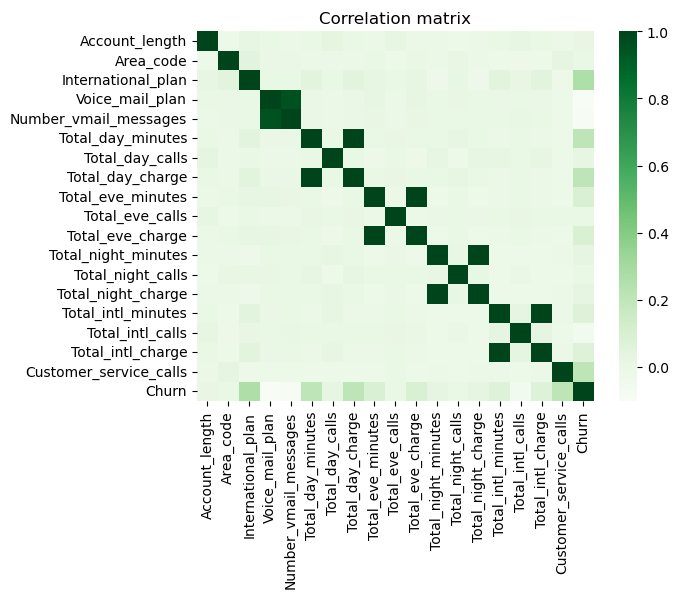 Correlation matrix
Account_length
Area_code
International_plan
Voice_mail_plan
Number_vmail_messages
Total_day_minutes
Total_day_calls
Total_day_charge
Total_eve_minutes
Total_eve_calls
Total_eve_charge
Total_night_minutes
Total_night_calls
Total_night_charge
Total_intl_minutes
Total_intl_calls
Total_intl_charge
Customer_service_calls
Churn
1.0
0.8
0.6
0.4
0.2
0.0
Account_length
Area_code
International_plan
Voice_mail_plan
Number_vmail_messages
Total_day_minutes
Total_day_calls
Total_day_charge
Total_eve_minutes
Total_eve_calls
Total_eve_charge
Total_night_minutes
Total_night_calls
Total_night_charge
Total_intl_minutes
Total_intl_calls
Total_intl_charge
Customer_service_calls
Churn